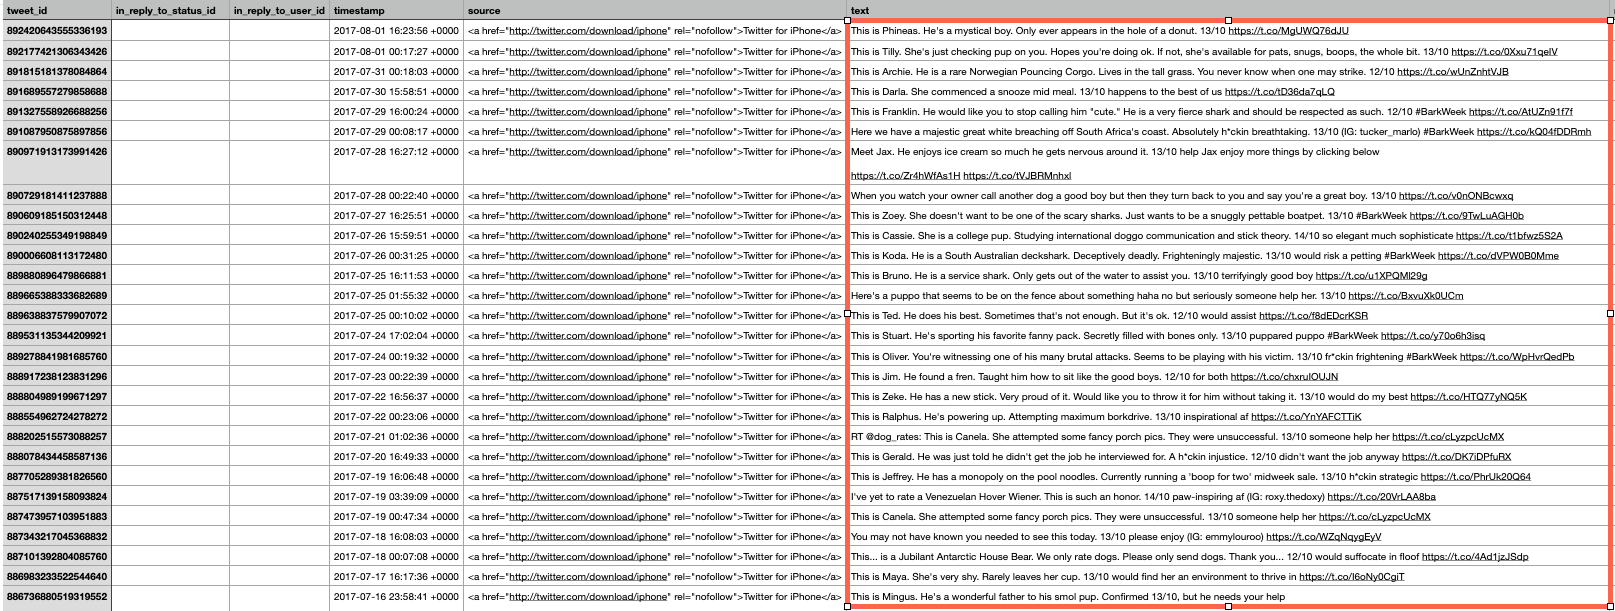 tweet_id in_reply_to_status_id in_reply_to_user_id timestamp source text
892420643555336193 2017-08-01 16:23:56 +0000 <a href="http://twitter.com/download/iphone" rel="nofollow">Twitter for iPhone</a> This is Phineas. He's a mystical boy. Only ever appears in the hole of a donut. 13/10 https://t.co/MgUWQ76dJU
892177421306343426 2017-08-01 00:17:27 +0000 <a href="http://twitter.com/download/iphone" rel="nofollow">Twitter for iPhone</a> This is Tilly. She's just checking pup on you. Hopes you're doing ok. If not, she's available for pats, snugs, boops, the whole bit. 13/10 https://t.co/0Xxu71qeIV
891815181378084864 2017-07-31 00:18:03 +0000 <a href="http://twitter.com/download/iphone" rel="nofollow">Twitter for iPhone</a> This is Archie. He is a rare Norwegian Pouncing Corgo. Lives in the tall grass. You never know when one may strike. 12/10 https://t.co/wUnZnhtVJB
891689557279858688 2017-07-30 15:58:51 +0000 <a href="http://twitter.com/download/iphone" rel="nofollow">Twitter for iPhone</a> This is Darla. She commenced a snooze mid meal. 13/10 happens to the best of us https://t.co/tD36da7qLQ
891327558926688256 2017-07-29 16:00:24 +0000 <a href="http://twitter.com/download/iphone" rel="nofollow">Twitter for iPhone</a> This is Franklin. He would like you to stop calling him "cute." He is a very fierce shark and should be respected as such. 12/10 #BarkWeek https://t.co/AtUZn91f7f
891087950875897856 2017-07-29 00:08:17 +0000 <a href="http://twitter.com/download/iphone" rel="nofollow">Twitter for iPhone</a> Here we have a majestic great white breaching off South Africa's coast. Absolutely h*ckin breathtaking. 13/10 (IG: tucker_marlo) #BarkWeek https://t.co/kQ04fDDRmh
890971913173991426 2017-07-28 16:27:12 +0000 <a href="http://twitter.com/download/iphone" rel="nofollow">Twitter for iPhone</a> Meet Jax. He enjoys ice cream so much he gets nervous around it. 13/10 help Jax enjoy more things by clicking below
https://t.co/Zr4hWfAs1H https://t.co/tVJBRMnhxl
890729181411237888 2017-07-28 00:22:40 +0000 <a href="http://twitter.com/download/iphone" rel="nofollow">Twitter for iPhone</a> When you watch your owner call another dog a good boy but then they turn back to you and say you're a great boy. 13/10 https://t.co/v0nONBcwxq
890609185150312448 2017-07-27 16:25:51 +0000 <a href="http://twitter.com/download/iphone" rel="nofollow">Twitter for iPhone</a> This is Zoey. She doesn't want to be one of the scary sharks. Just wants to be a snuggly pettable boatpet. 13/10 #BarkWeek https://t.co/9TwLuAGH0b
890240255349198849 2017-07-26 15:59:51 +0000 <a href="http://twitter.com/download/iphone" rel="nofollow">Twitter for iPhone</a> This is Cassie. She is a college pup. Studying international doggo communication and stick theory. 14/10 so elegant much sophisticate https://t.co/t1bfwz5S2A
890006608113172480 2017-07-26 00:31:25 +0000 <a href="http://twitter.com/download/iphone" rel="nofollow">Twitter for iPhone</a> This is Koda. He is a South Australian deckshark. Deceptively deadly. Frighteningly majestic. 13/10 would risk a petting #BarkWeek https://t.co/dVPW0B0Mme
889880896479866881 2017-07-25 16:11:53 +0000 <a href="http://twitter.com/download/iphone" rel="nofollow">Twitter for iPhone</a> This is Bruno. He is a service shark. Only gets out of the water to assist you. 13/10 terrifyingly good boy https://t.co/u1XPQMl29g
889665388333682689 2017-07-25 01:55:32 +0000 <a href="http://twitter.com/download/iphone" rel="nofollow">Twitter for iPhone</a> Here's a puppo that seems to be on the fence about something haha no but seriously someone help her. 13/10 https://t.co/BxvuXk0UCm
889638837579907072 2017-07-25 00:10:02 +0000 <a href="http://twitter.com/download/iphone" rel="nofollow">Twitter for iPhone</a> This is Ted. He does his best. Sometimes that's not enough. But it's ok. 12/10 would assist https://t.co/f8dEDcrKSR
889531135344209921 2017-07-24 17:02:04 +0000 <a href="http://twitter.com/download/iphone" rel="nofollow">Twitter for iPhone</a> This is Stuart. He's sporting his favorite fanny pack. Secretly filled with bones only. 13/10 puppared puppo #BarkWeek https://t.co/y70o6h3isq
889278841981685760 2017-07-24 00:19:32 +0000 <a href="http://twitter.com/download/iphone" rel="nofollow">Twitter for iPhone</a> This is Oliver. You're witnessing one of his many brutal attacks. Seems to be playing with his victim. 13/10 fr*ckin frightening #BarkWeek https://t.co/WpHvrQedPb
888917238123831296 2017-07-23 00:22:39 +0000 <a href="http://twitter.com/download/iphone" rel="nofollow">Twitter for iPhone</a> This is Jim. He found a fren. Taught him how to sit like the good boys. 12/10 for both https://t.co/chxruIOUJN
888804989199671297 2017-07-22 16:56:37 +0000 <a href="http://twitter.com/download/iphone" rel="nofollow">Twitter for iPhone</a> This is Zeke. He has a new stick. Very proud of it. Would like you to throw it for him without taking it. 13/10 would do my best https://t.co/HTQ77yNQ5K
888554962724278272 2017-07-22 00:23:06 +0000 <a href="http://twitter.com/download/iphone" rel="nofollow">Twitter for iPhone</a> This is Ralphus. He's powering up. Attempting maximum borkdrive. 13/10 inspirational af https://t.co/YnYAFCTTiK
888202515573088257 2017-07-21 01:02:36 +0000 <a href="http://twitter.com/download/iphone" rel="nofollow">Twitter for iPhone</a> RT @dog_rates: This is Canela. She attempted some fancy porch pics. They were unsuccessful. 13/10 someone help her https://t.co/cLyzpcUcMX
888078434458587136 2017-07-20 16:49:33 +0000 <a href="http://twitter.com/download/iphone" rel="nofollow">Twitter for iPhone</a> This is Gerald. He was just told he didn't get the job he interviewed for. A h*ckin injustice. 12/10 didn't want the job anyway https://t.co/DK7iDPfuRX
887705289381826560 2017-07-19 16:06:48 +0000 <a href="http://twitter.com/download/iphone" rel="nofollow">Twitter for iPhone</a> This is Jeffrey. He has a monopoly on the pool noodles. Currently running a 'boop for two' midweek sale. 13/10 h*ckin strategic https://t.co/PhrUk20Q64
887517139158093824 2017-07-19 03:39:09 +0000 <a href="http://twitter.com/download/iphone" rel="nofollow">Twitter for iPhone</a> I've yet to rate a Venezuelan Hover Wiener. This is such an honor. 14/10 paw-inspiring af (IG: roxy.thedoxy) https://t.co/20VrLAA8ba
887473957103951883 2017-07-19 00:47:34 +0000 <a href="http://twitter.com/download/iphone" rel="nofollow">Twitter for iPhone</a> This is Canela. She attempted some fancy porch pics. They were unsuccessful. 13/10 someone help her https://t.co/cLyzpcUcMX
887343217045368832 2017-07-18 16:08:03 +0000 <a href="http://twitter.com/download/iphone" rel="nofollow">Twitter for iPhone</a> You may not have known you needed to see this today. 13/10 please enjoy (IG: emmylouroo) https://t.co/WZqNqygEyV
887101392804085760 2017-07-18 00:07:08 +0000 <a href="http://twitter.com/download/iphone" rel="nofollow">Twitter for iPhone</a> This... is a Jubilant Antarctic House Bear. We only rate dogs. Please only send dogs. Thank you... 12/10 would suffocate in floof https://t.co/4Ad1jzJSdp
886983233522544640 2017-07-17 16:17:36 +0000 <a href="http://twitter.com/download/iphone" rel="nofollow">Twitter for iPhone</a> This is Maya. She's very shy. Rarely leaves her cup. 13/10 would find her an environment to thrive in https://t.co/I6oNy0CgiT
886736880519319552 2017-07-16 23:58:41 +0000 <a href="http://twitter.com/download/iphone" rel="nofollow">Twitter for iPhone</a> This is Mingus. He's a wonderful father to his smol pup. Confirmed 13/10, but he needs your help